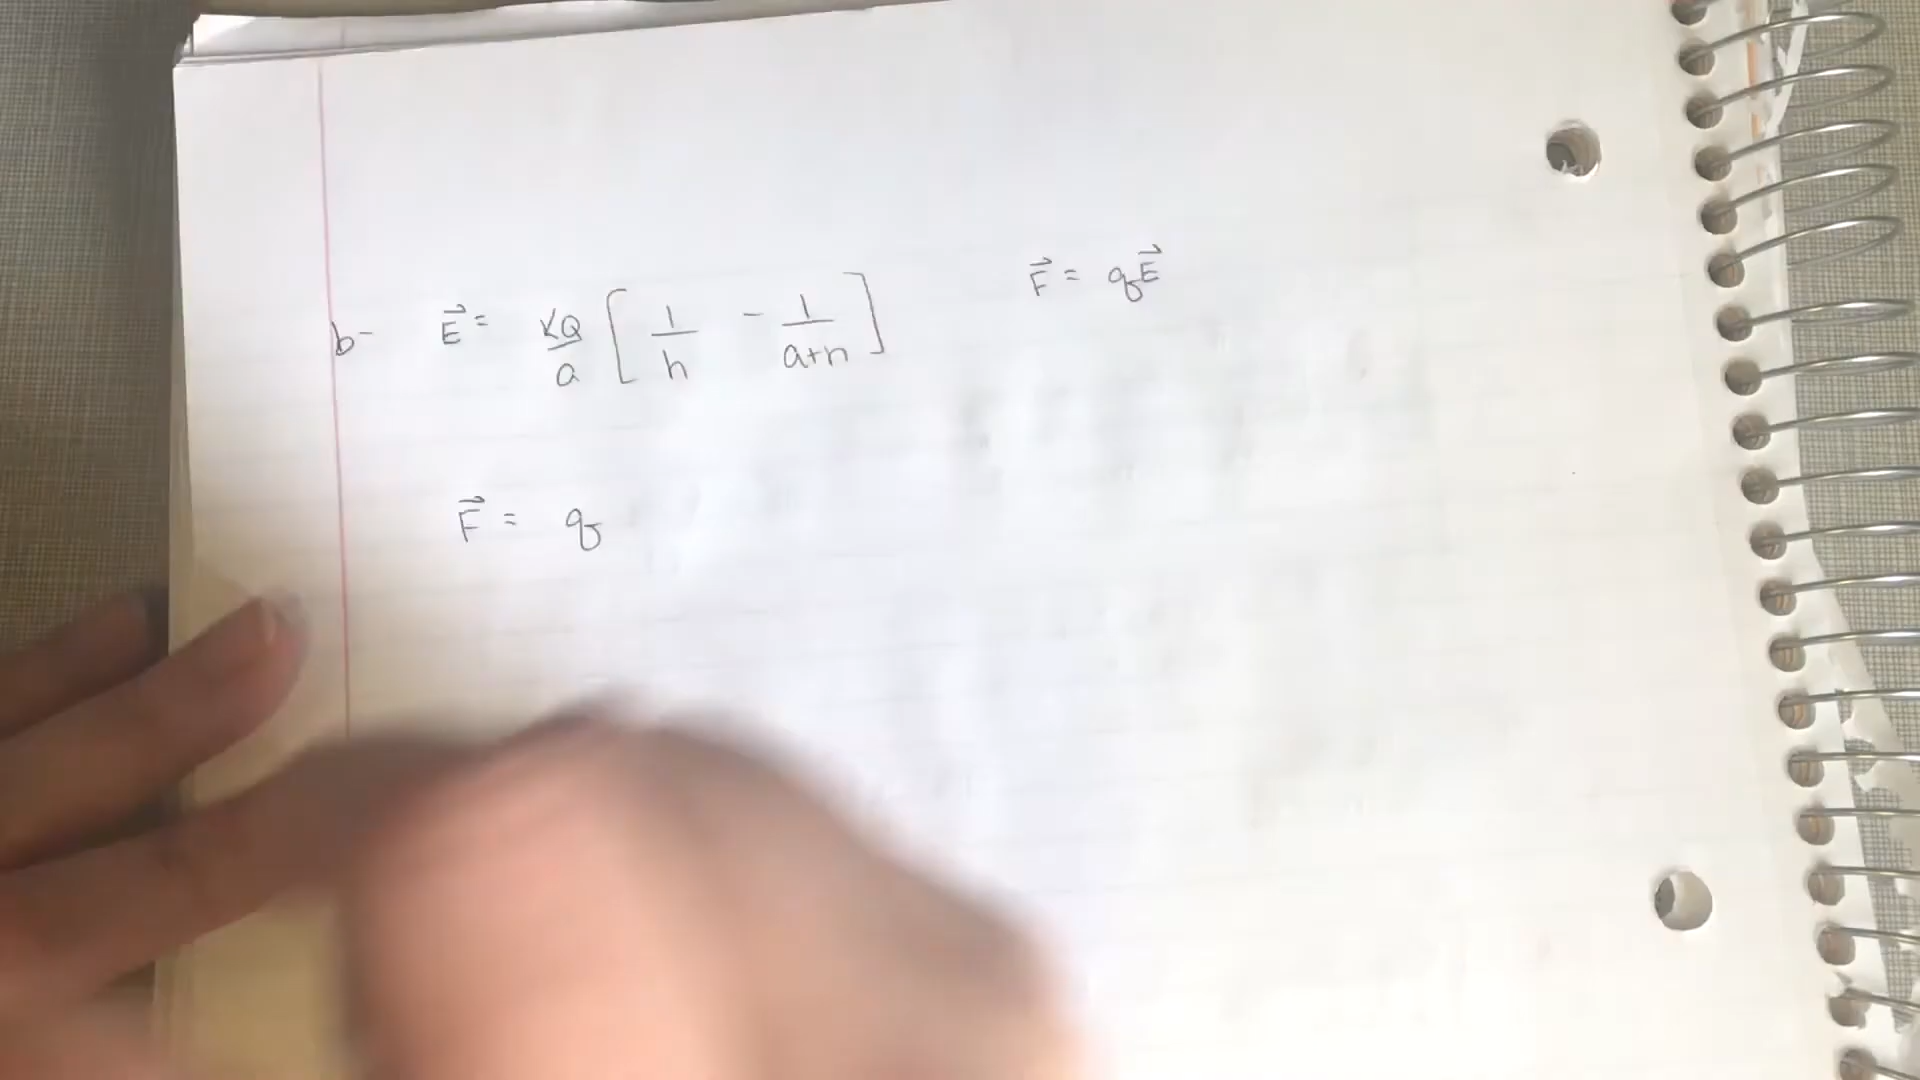 b- E⃗ = KQ/a [ 1/h - 1/(a+h) ]
F⃗ = qE⃗
F⃗ = q